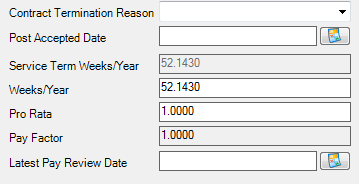 Contract Termination Reason
Post Accepted Date
Service Term Weeks/Year 52.1430
Weeks/Year 52.1430
Pro Rata 1.0000
Pay Factor 1.0000
Latest Pay Review Date